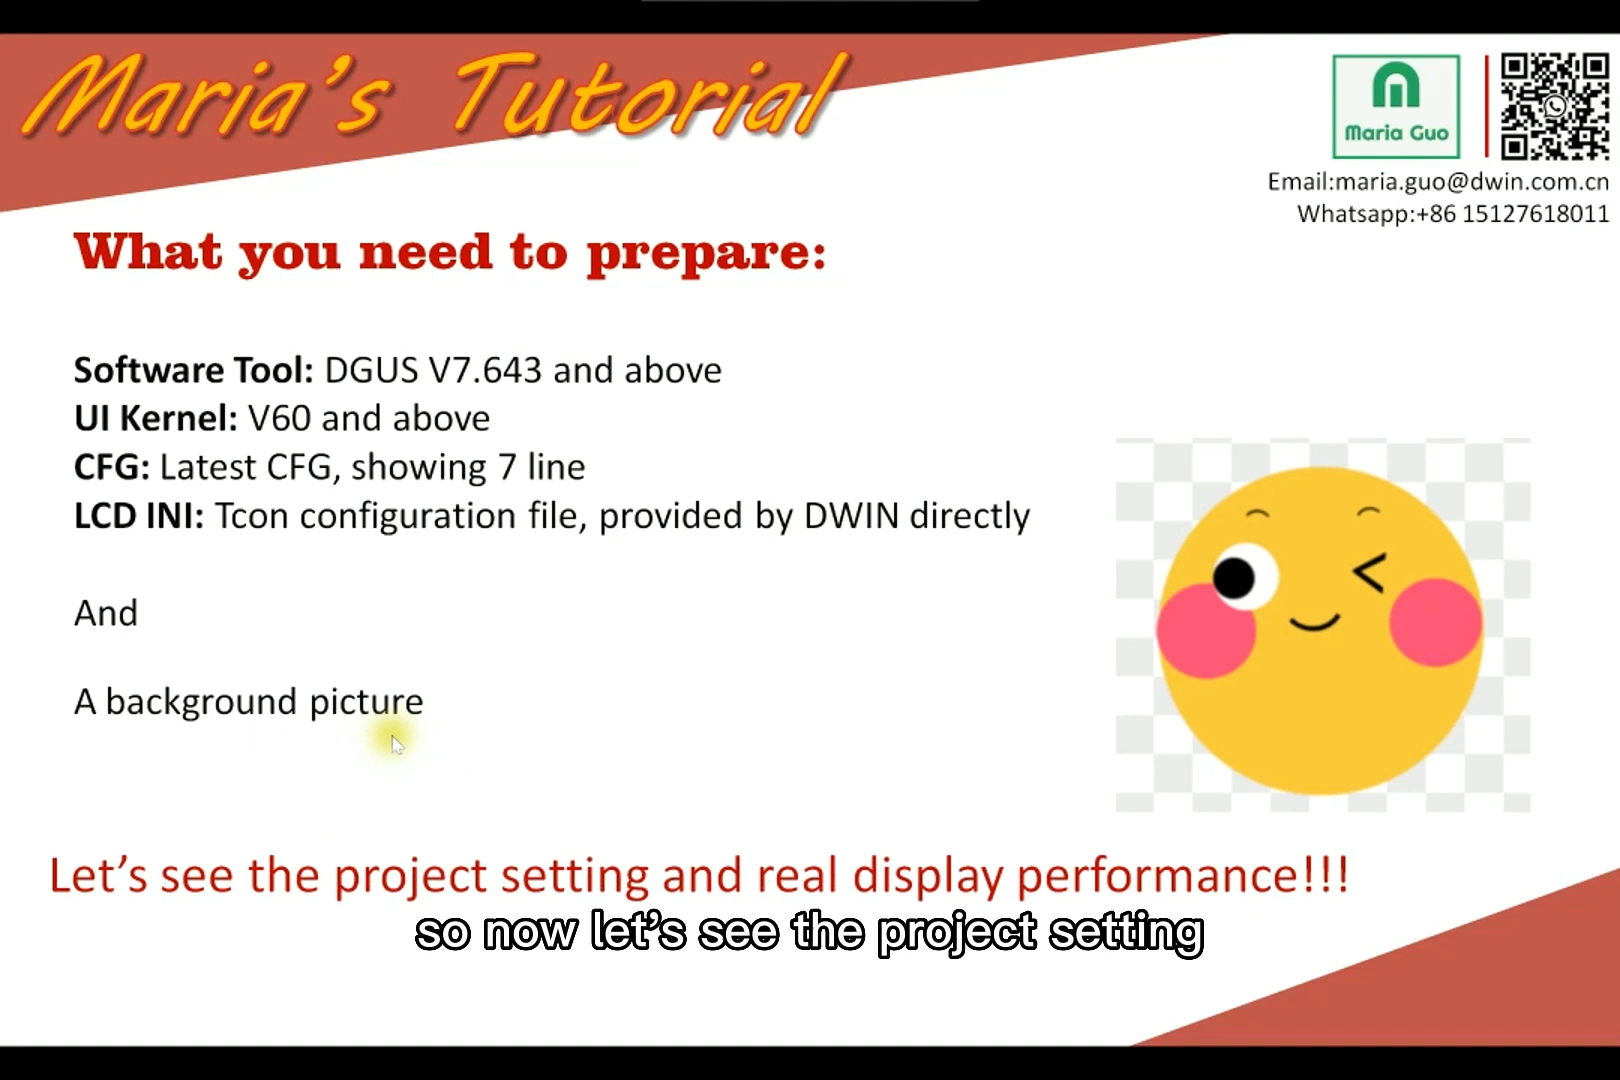 Maria's Tutorial
Maria Guo
Email:maria.guo@dwin.com.cn
Whatsapp:+86 15127618011
What you need to prepare:
Software Tool: DGUS V7.643 and above
UI Kernel: V60 and above
CFG: Latest CFG, showing 7 line
LCD INI: Tcon configuration file, provided by DWIN directly
And
A background picture
Let's see the project setting and real display performance!!!
so now let's see the project setting